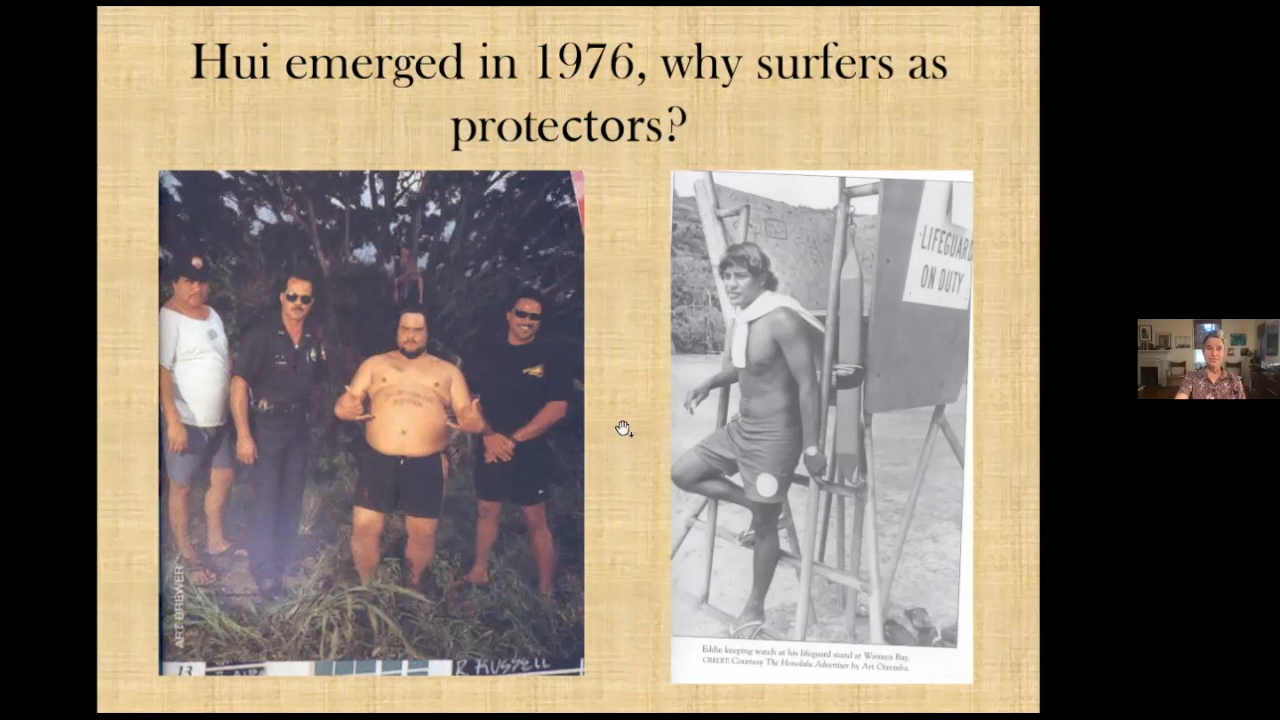 Hui emerged in 1976, why surfers as
protectors?
ART BREWER
13
R. RUSSELL
LIFEGUARD
ON DUTY
Eddie keeping watch at his lifeguard stand at Waimea Bay.
CREDIT: Courtesy The Honolulu Advertiser by Art